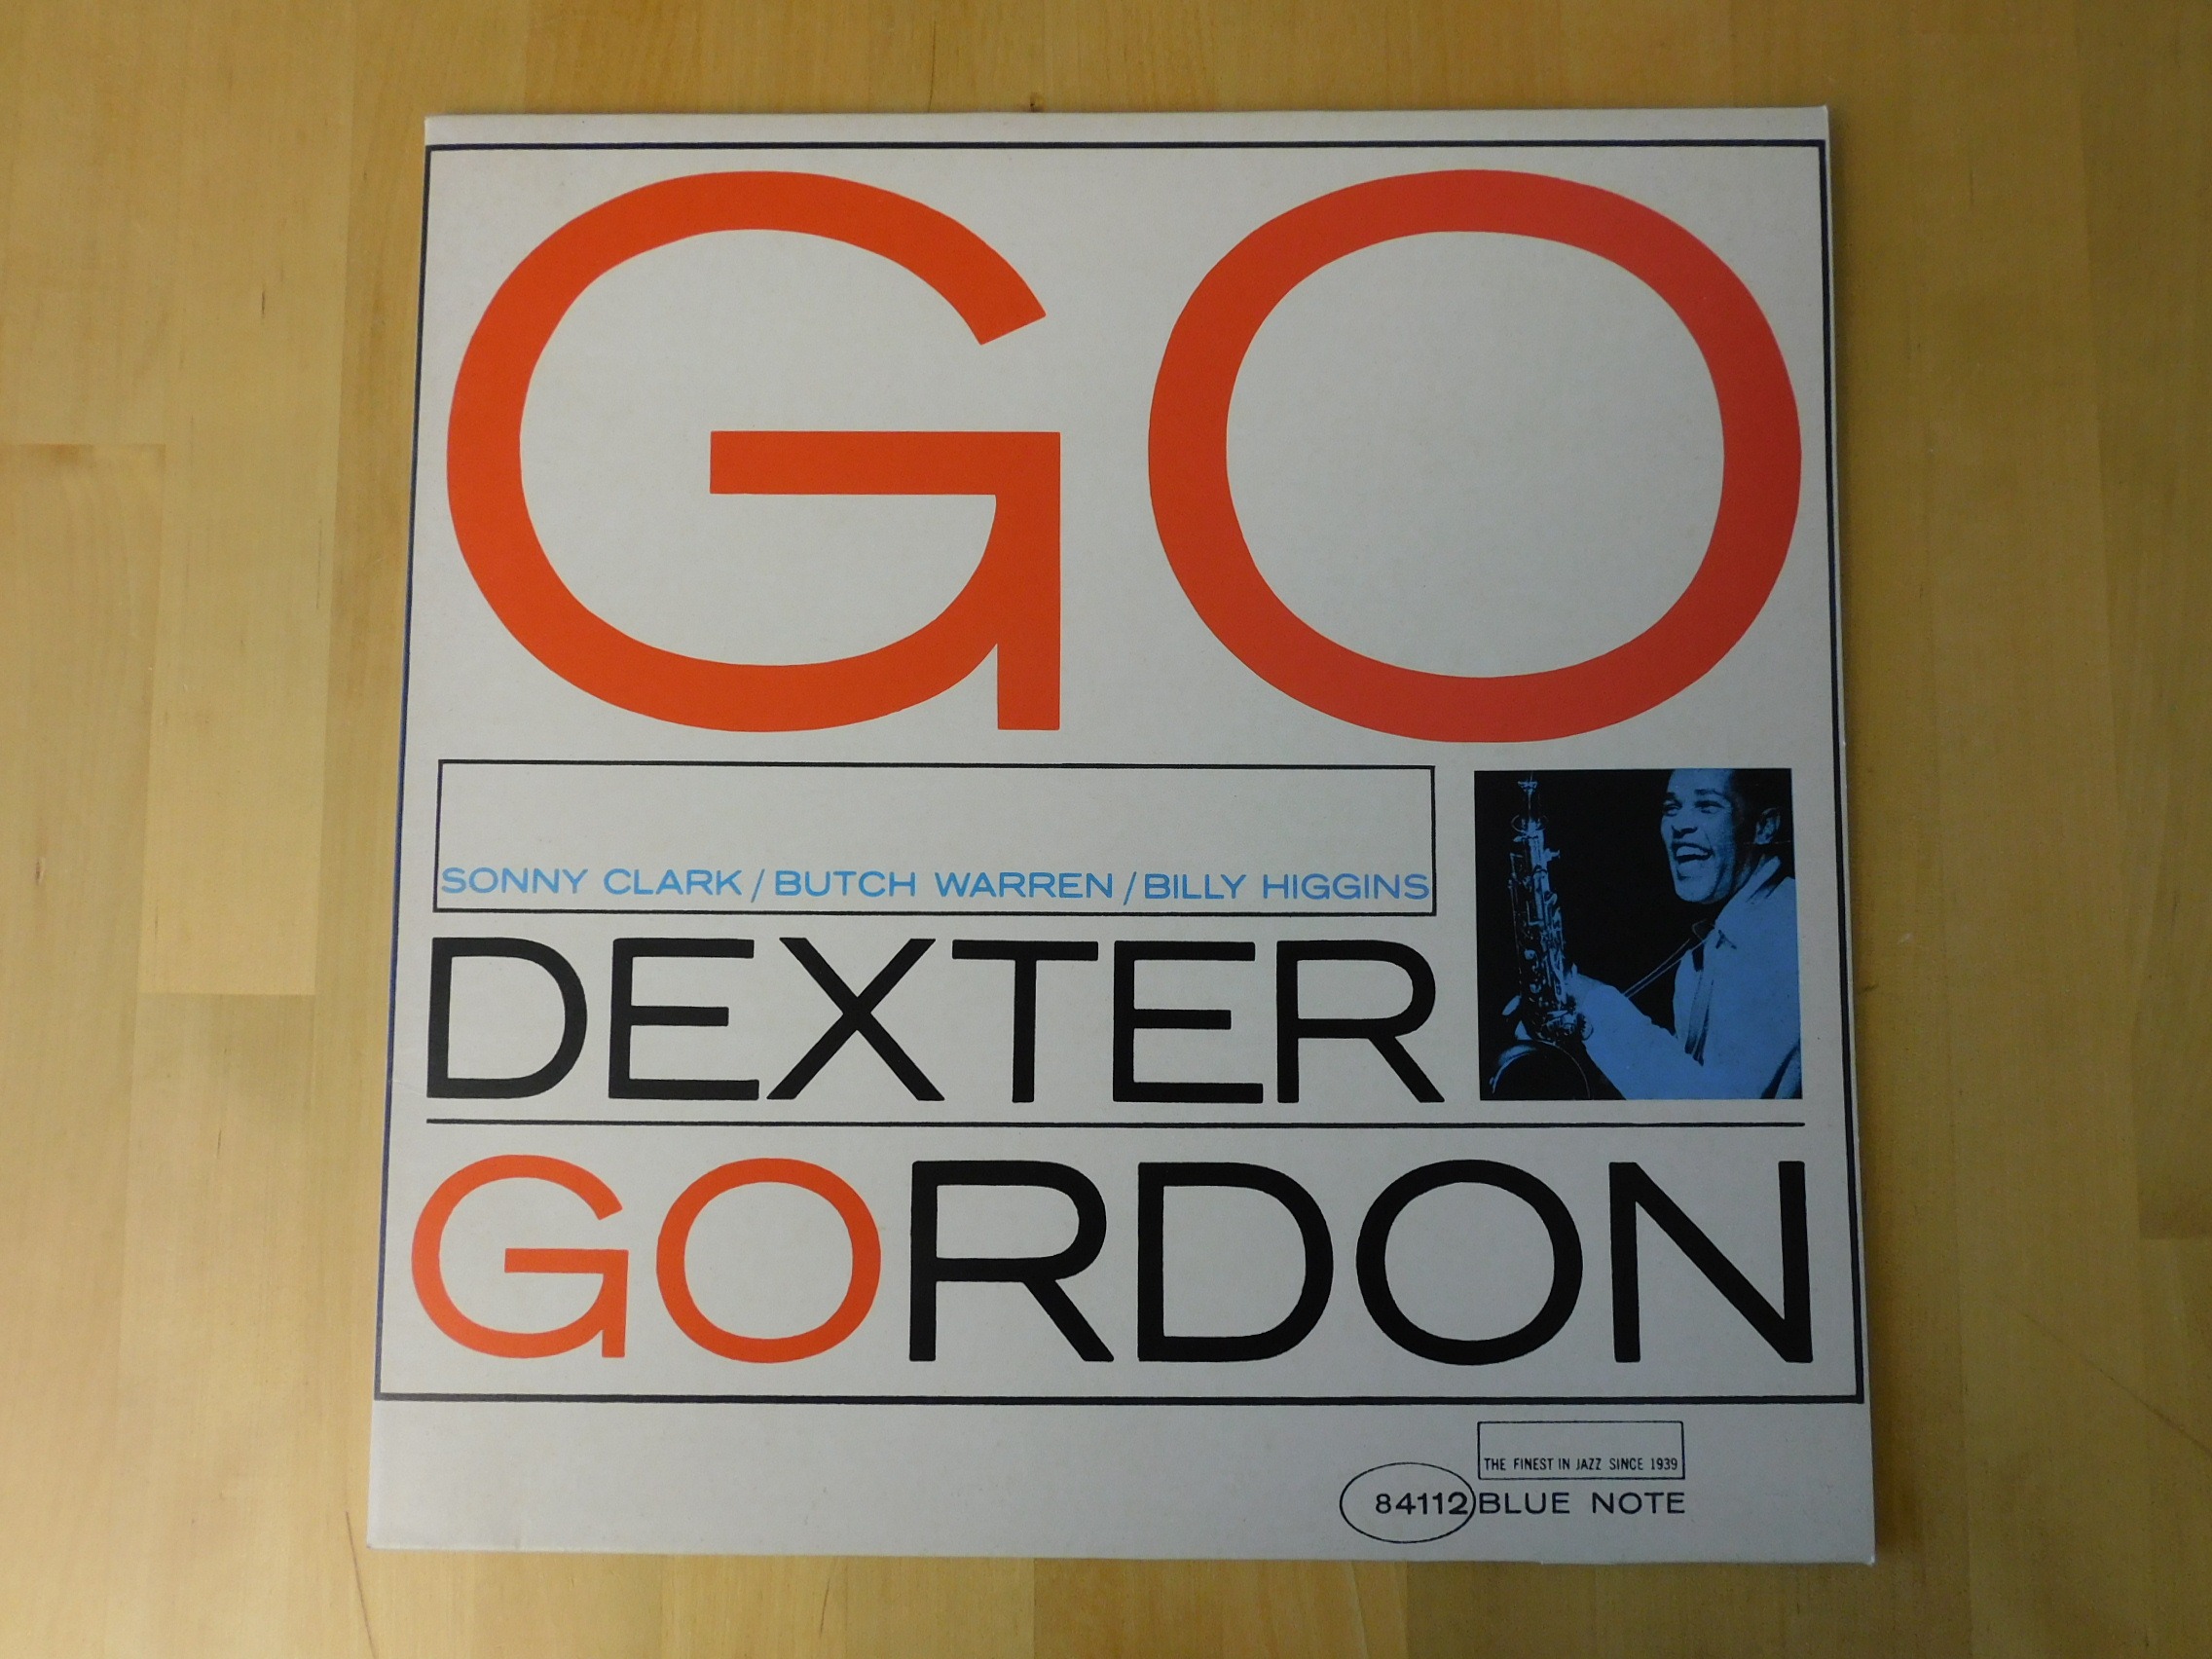 GO
SONNY CLARK/BUTCH WARREN/BILLY HIGGINS
DEXTER
GORDON
THE FINEST IN JAZZ SINCE 1939
84112 BLUE NOTE